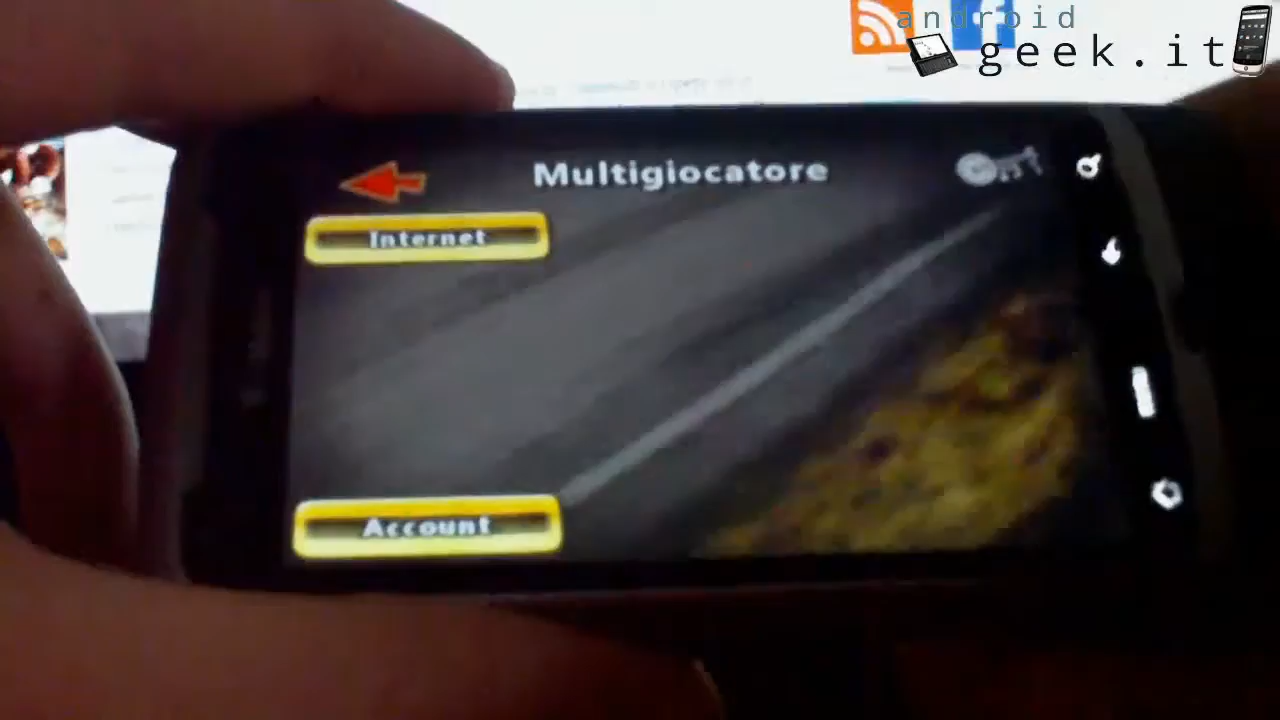 android
geek.it
Multigiocatore
Internet
Account